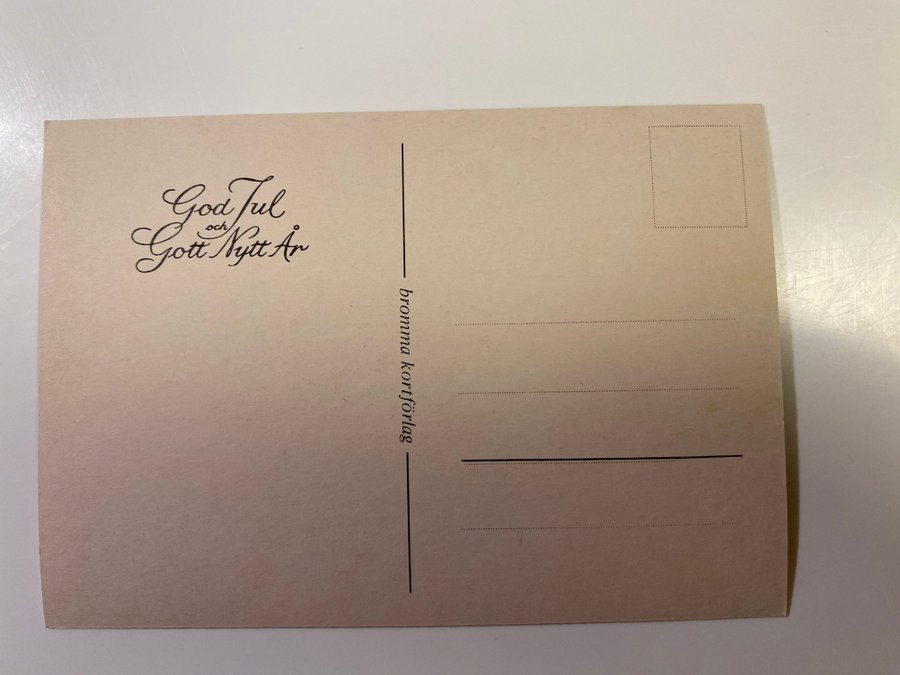 God Jul
och
Gott Nytt År
bromma kortförlag